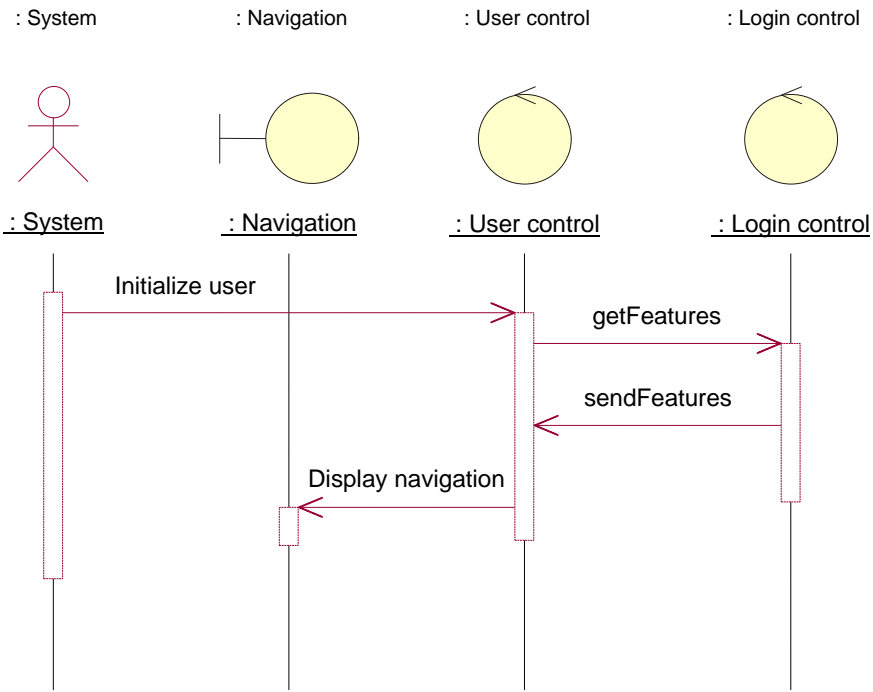 : System
: Navigation
: User control
: Login control
: System
: Navigation
: User control
: Login control
Initialize user
getFeatures
sendFeatures
Display navigation